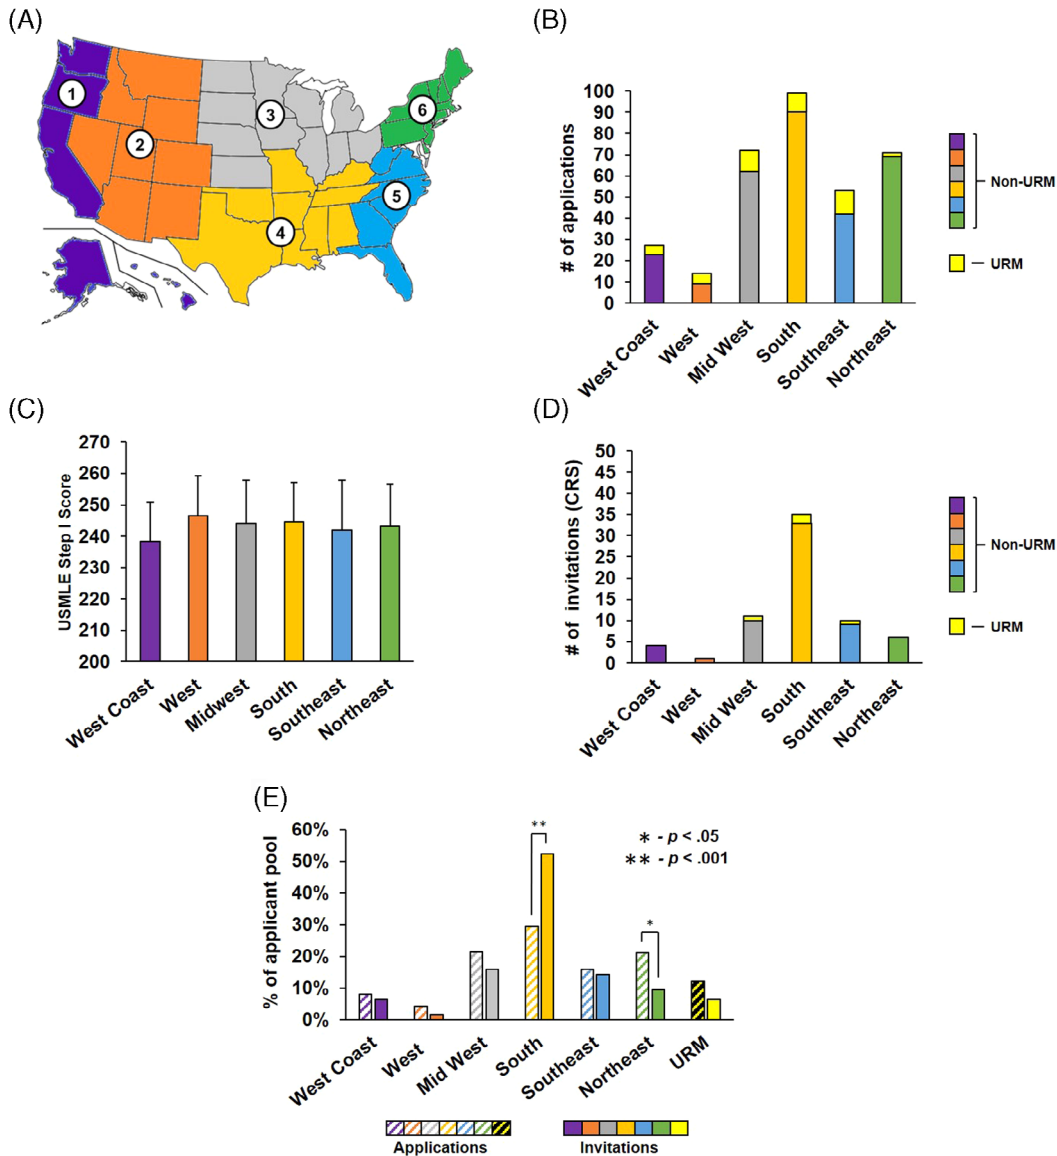 (A)
1
2
3
4
5
6
(B)
# of applications
100
90
80
70
60
50
40
30
20
10
0
West Coast
West
Mid West
South
Southeast
Northeast
Non-URM
URM
(C)
USMLE Step I Score
270
260
250
240
230
220
210
200
West Coast
West
Midwest
South
Southeast
Northeast
(D)
# of invitations (CRS)
50
45
40
35
30
25
20
15
10
5
0
West Coast
West
Mid West
South
Southeast
Northeast
Non-URM
URM
(E)
% of applicant pool
60%
50%
40%
30%
20%
10%
0%
**
*
* - p < .05
** - p < .001
West Coast
West
Mid West
South
Southeast
Northeast
URM
Applications
Invitations